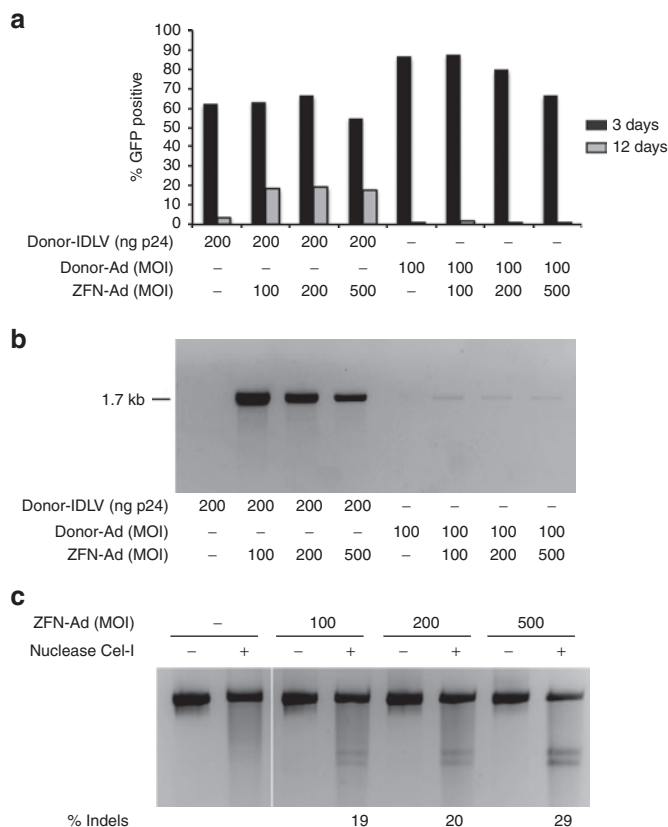 a
% GFP positive
100
90
80
70
60
50
40
30
20
10
0
3 days
12 days
Donor-IDLV (ng p24) 200 200 200 200 – – – –
Donor-Ad (MOI) – – – – 100 100 100 100
ZFN-Ad (MOI) – 100 200 500 – 100 200 500
b
1.7 kb
Donor-IDLV (ng p24) 200 200 200 200 – – – –
Donor-Ad (MOI) – – – – 100 100 100 100
ZFN-Ad (MOI) – 100 200 500 – 100 200 500
c
ZFN-Ad (MOI) – 100 200 500
Nuclease Cel-I – + – + – + – +
% Indels 19 20 29